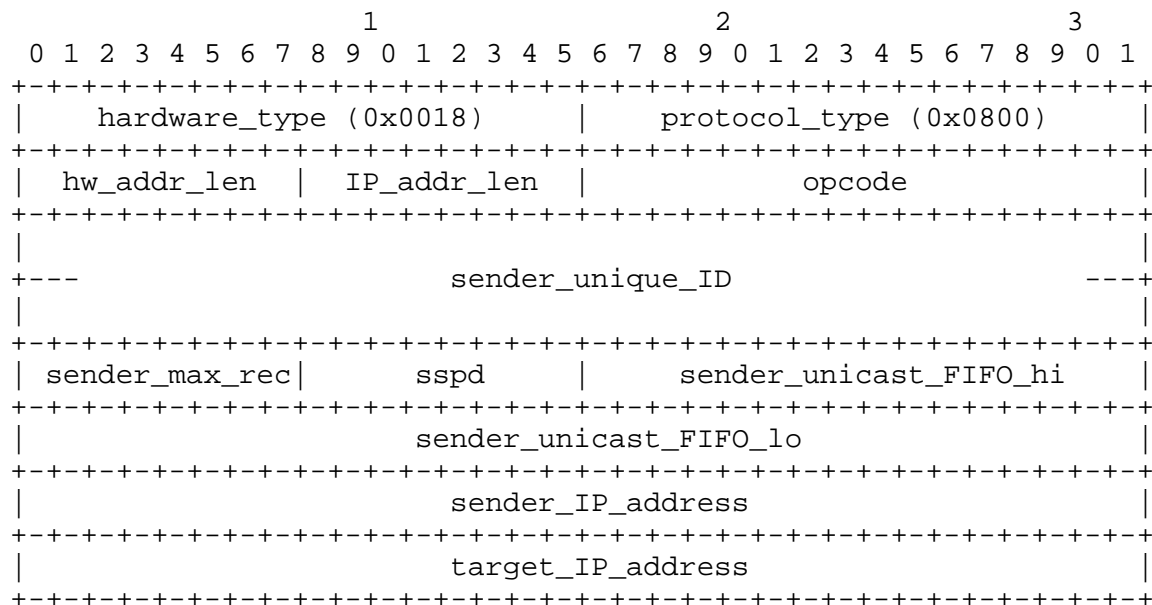 1                   2                   3
 0 1 2 3 4 5 6 7 8 9 0 1 2 3 4 5 6 7 8 9 0 1 2 3 4 5 6 7 8 9 0 1
+-+-+-+-+-+-+-+-+-+-+-+-+-+-+-+-+-+-+-+-+-+-+-+-+-+-+-+-+-+-+-+-+
|    hardware_type (0x0018)     |    protocol_type (0x0800)     |
+-+-+-+-+-+-+-+-+-+-+-+-+-+-+-+-+-+-+-+-+-+-+-+-+-+-+-+-+-+-+-+-+
|  hw_addr_len  |  IP_addr_len  |            opcode             |
+-+-+-+-+-+-+-+-+-+-+-+-+-+-+-+-+-+-+-+-+-+-+-+-+-+-+-+-+-+-+-+-+
|                                                               |
+---                     sender_unique_ID                    ---+
|                                                               |
+-+-+-+-+-+-+-+-+-+-+-+-+-+-+-+-+-+-+-+-+-+-+-+-+-+-+-+-+-+-+-+-+
| sender_max_rec|      sspd     |     sender_unicast_FIFO_hi    |
+-+-+-+-+-+-+-+-+-+-+-+-+-+-+-+-+-+-+-+-+-+-+-+-+-+-+-+-+-+-+-+-+
|                      sender_unicast_FIFO_lo                   |
+-+-+-+-+-+-+-+-+-+-+-+-+-+-+-+-+-+-+-+-+-+-+-+-+-+-+-+-+-+-+-+-+
|                        sender_IP_address                      |
+-+-+-+-+-+-+-+-+-+-+-+-+-+-+-+-+-+-+-+-+-+-+-+-+-+-+-+-+-+-+-+-+
|                        target_IP_address                      |
+-+-+-+-+-+-+-+-+-+-+-+-+-+-+-+-+-+-+-+-+-+-+-+-+-+-+-+-+-+-+-+-+